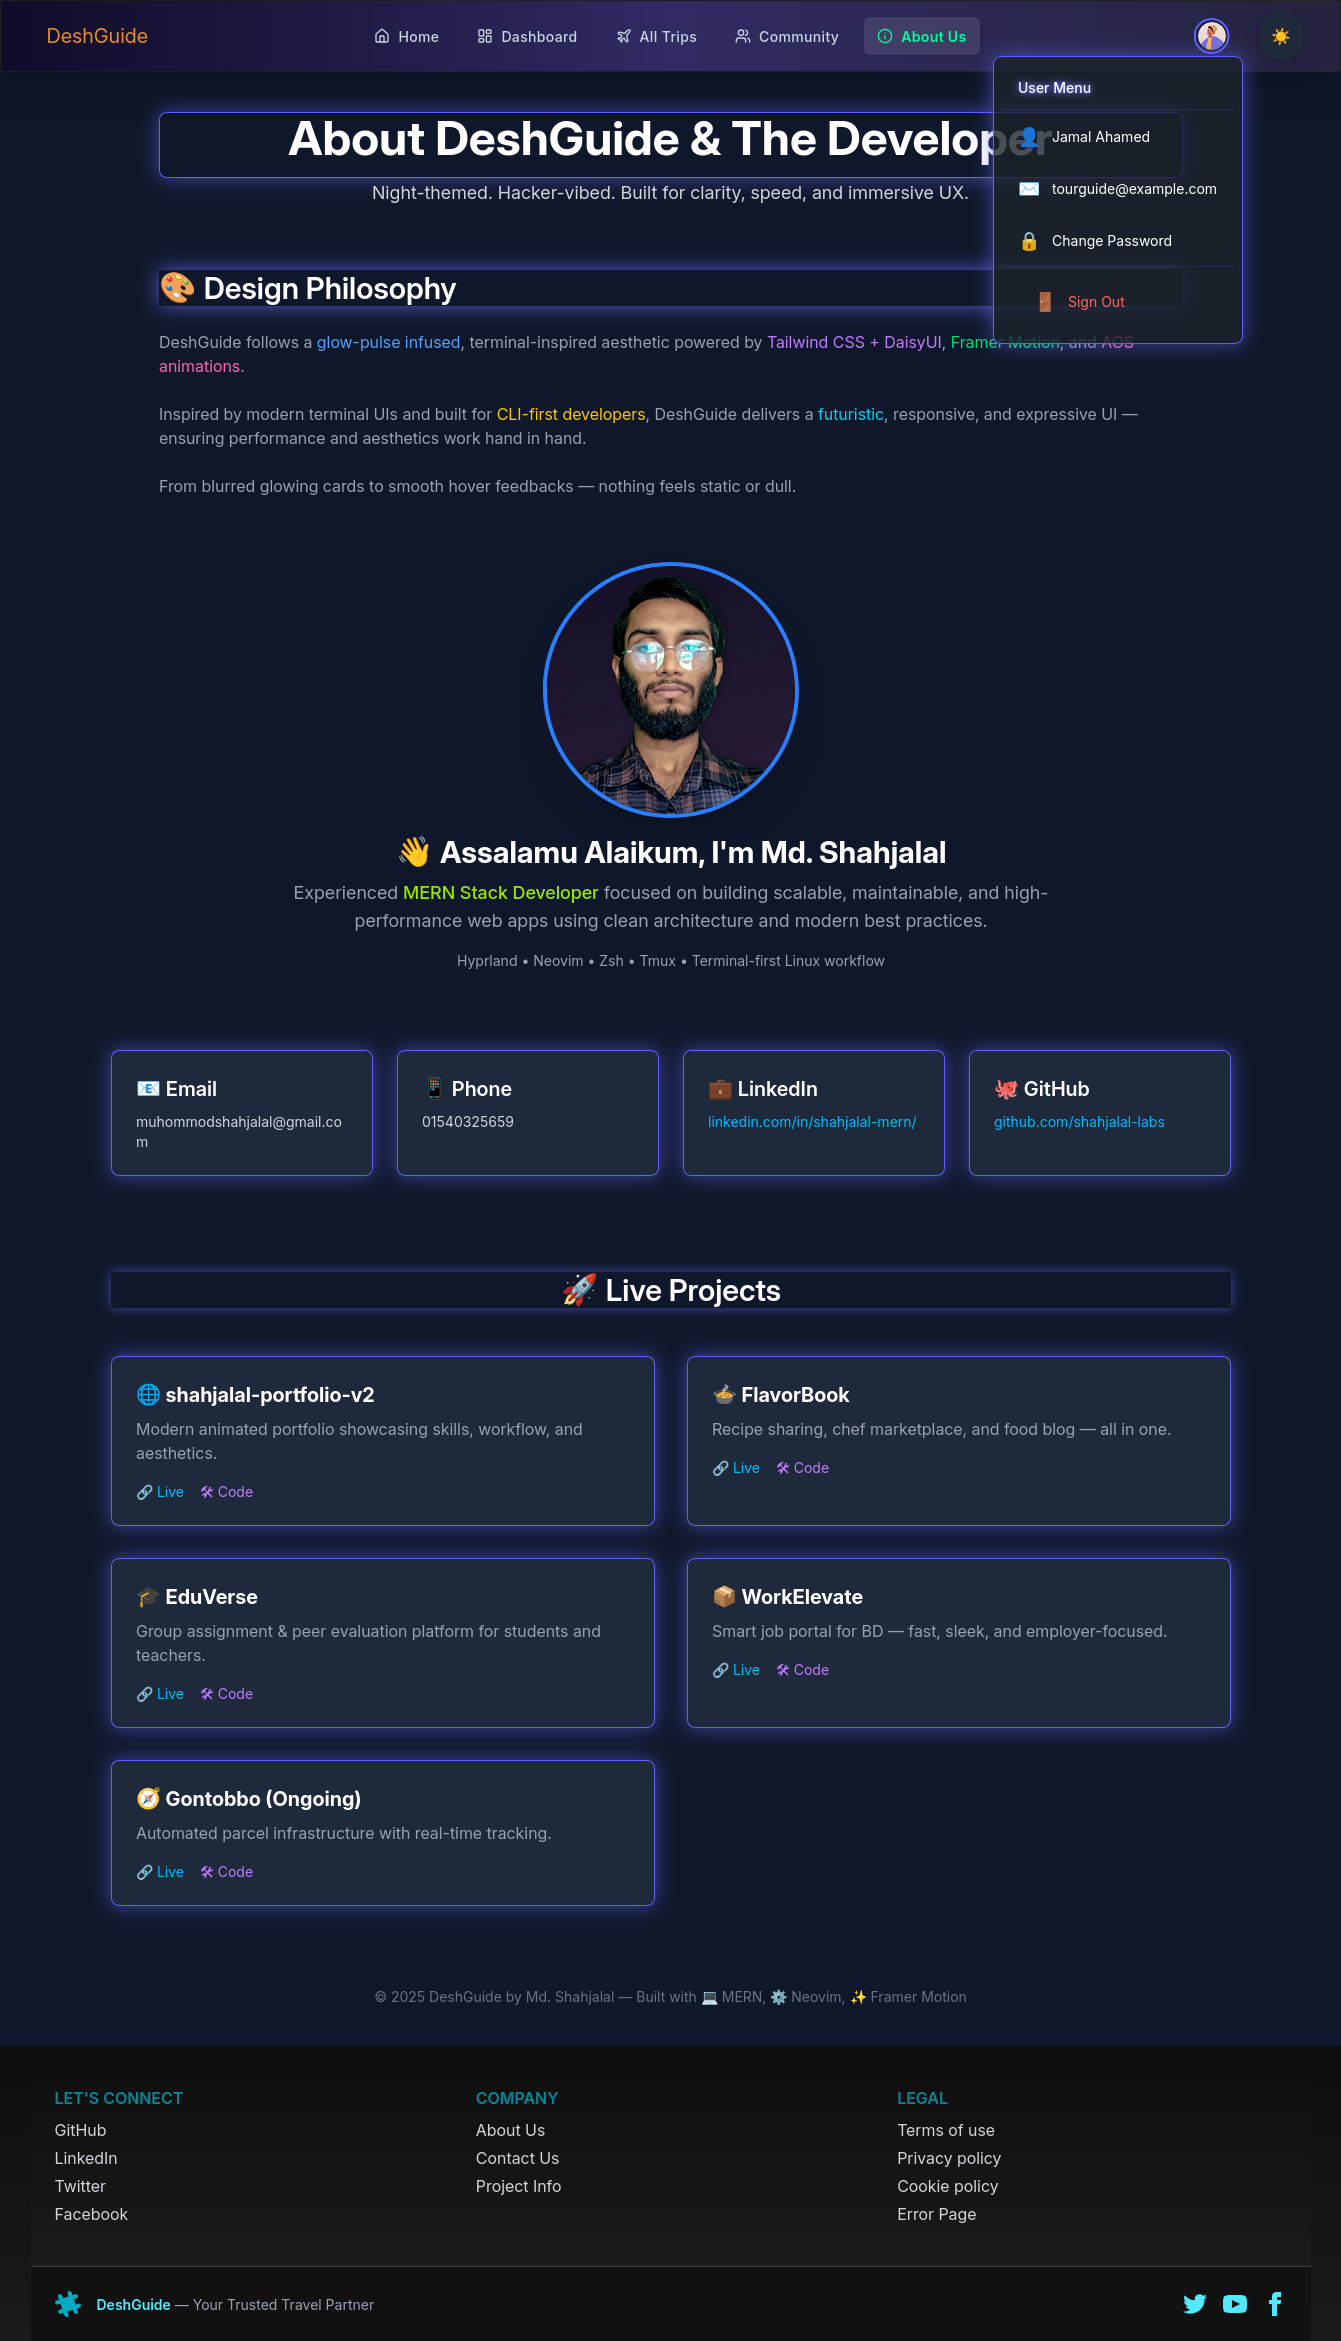 DeshGuide
Home
Dashboard
All Trips
Community
About Us
☀️
User Menu
👤 Jamal Ahamed
✉️ tourguide@example.com
🔒 Change Password
🚪 Sign Out
About DeshGuide & The Developer
Night-themed. Hacker-vibed. Built for clarity, speed, and immersive UX.
🎨 Design Philosophy
DeshGuide follows a glow-pulse infused, terminal-inspired aesthetic powered by Tailwind CSS + DaisyUI, Framer Motion, and AOS
animations.
Inspired by modern terminal UIs and built for CLI-first developers, DeshGuide delivers a futuristic, responsive, and expressive UI —
ensuring performance and aesthetics work hand in hand.
From blurred glowing cards to smooth hover feedbacks — nothing feels static or dull.
👋 Assalamu Alaikum, I'm Md. Shahjalal
Experienced MERN Stack Developer focused on building scalable, maintainable, and high-
performance web apps using clean architecture and modern best practices.
Hyprland • Neovim • Zsh • Tmux • Terminal-first Linux workflow
📧 Email
muhommodshahjalal@gmail.co
m
📱 Phone
01540325659
💼 LinkedIn
linkedin.com/in/shahjalal-mern/
🐙 GitHub
github.com/shahjalal-labs
🚀 Live Projects
🌐 shahjalal-portfolio-v2
Modern animated portfolio showcasing skills, workflow, and
aesthetics.
🔗 Live 🛠 Code
🍲 FlavorBook
Recipe sharing, chef marketplace, and food blog — all in one.
🔗 Live 🛠 Code
🎓 EduVerse
Group assignment & peer evaluation platform for students and
teachers.
🔗 Live 🛠 Code
📦 WorkElevate
Smart job portal for BD — fast, sleek, and employer-focused.
🔗 Live 🛠 Code
🧭 Gontobbo (Ongoing)
Automated parcel infrastructure with real-time tracking.
🔗 Live 🛠 Code
© 2025 DeshGuide by Md. Shahjalal — Built with 💻 MERN, ⚙️ Neovim, ✨ Framer Motion
LET'S CONNECT
GitHub
LinkedIn
Twitter
Facebook
COMPANY
About Us
Contact Us
Project Info
LEGAL
Terms of use
Privacy policy
Cookie policy
Error Page
DeshGuide — Your Trusted Travel Partner